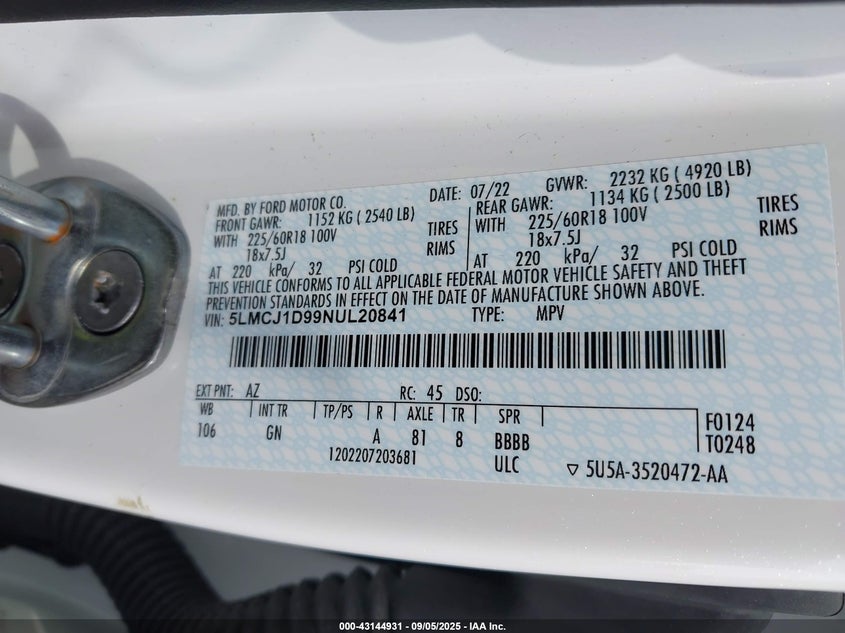 MFD. BY FORD MOTOR CO. DATE: 07/22 GVWR: 2232 KG ( 4920 LB)
FRONT GAWR: 1152 KG ( 2540 LB) REAR GAWR: 1134 KG ( 2500 LB)
WITH 225/60R18 100V TIRES WITH 225/60R18 100V TIRES
18x7.5J RIMS 18x7.5J RIMS
AT 220 kPa/ 32 PSI COLD AT 220 kPa/ 32 PSI COLD
THIS VEHICLE CONFORMS TO ALL APPLICABLE FEDERAL MOTOR VEHICLE SAFETY AND THEFT
PREVENTION STANDARDS IN EFFECT ON THE DATE OF MANUFACTURE SHOWN ABOVE.
VIN: 5LMCJ1D99NUL20841 TYPE: MPV
EXT PNT: AZ RC: 45 DSO:
WB INT TR TP/PS R AXLE TR SPR F0124
106 GN A 81 8 BBBB T0248
1202207203681 ULC ▽ 5U5A-3520472-AA
000-43144931 - 09/05/2025 - IAA Inc.